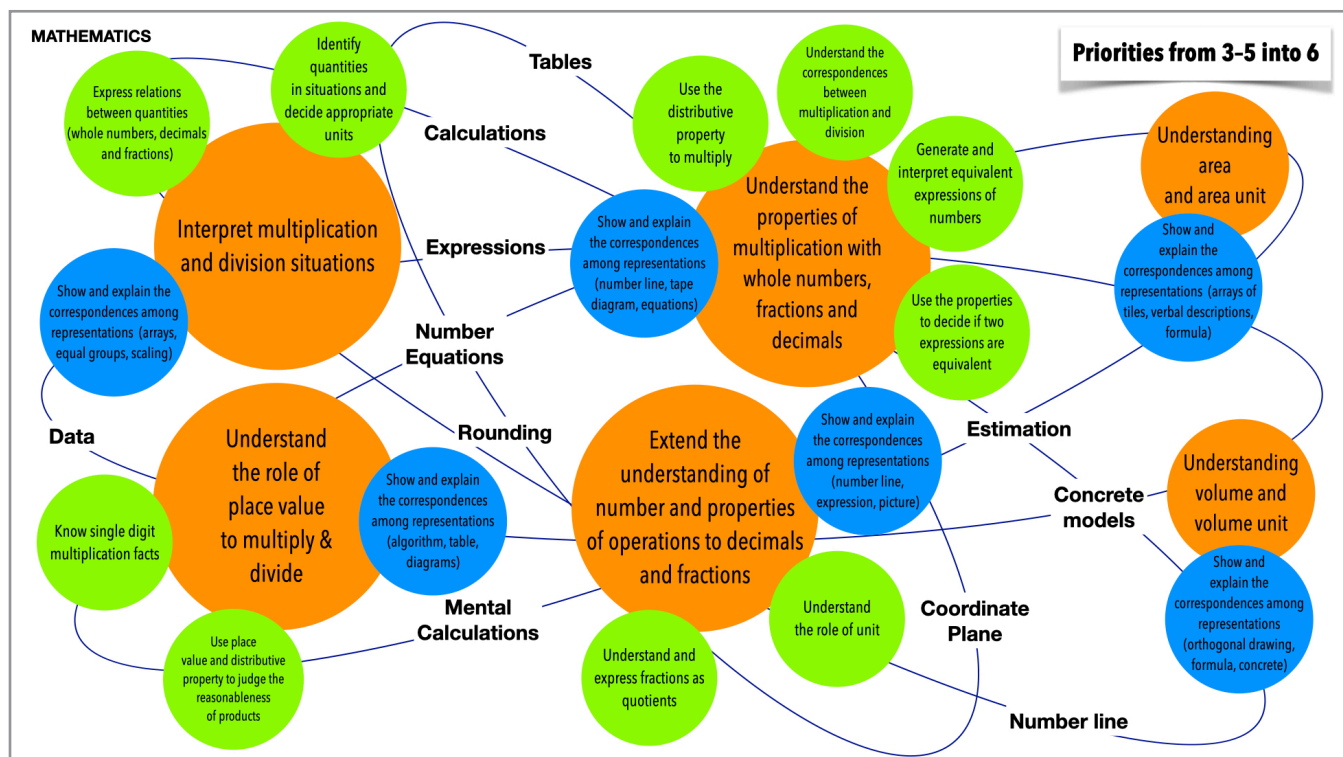 MATHEMATICS
Priorities from 3–5 into 6
Express relations
between quantities
(whole numbers, decimals
and fractions)
Identify
quantities
in situations and
decide appropriate
units
Tables
Calculations
Expressions
Number
Equations
Rounding
Data
Mental
Calculations
Interpret multiplication
and division situations
Show and explain the
correspondences among
representations (arrays,
equal groups, scaling)
Understand
the role of
place value
to multiply &
divide
Show and explain
the correspondences
among representations
(algorithm, table,
diagrams)
Know single digit
multiplication facts
Use place
value and distributive
property to judge the
reasonableness
of products
Use the
distributive
property
to multiply
Understand the
correspondences
between
multiplication and
division
Generate and
interpret equivalent
expressions of
numbers
Understand the
properties of
multiplication with
whole numbers,
fractions and
decimals
Show and explain
the correspondences
among representations
(number line, tape
diagram, equations)
Use the properties
to decide if two
expressions are
equivalent
Extend the
understanding of
number and properties
of operations to decimals
and fractions
Show and explain
the correspondences
among representations
(number line,
expression, picture)
Understand and
express fractions as
quotients
Understand
the role of unit
Estimation
Concrete
models
Coordinate
Plane
Number line
Understanding
area
and area unit
Show and
explain the
correspondences among
representations (arrays of
tiles, verbal descriptions,
formula)
Understanding
volume and
volume unit
Show and
explain the
correspondences among
representations
(orthogonal drawing,
formula, concrete)